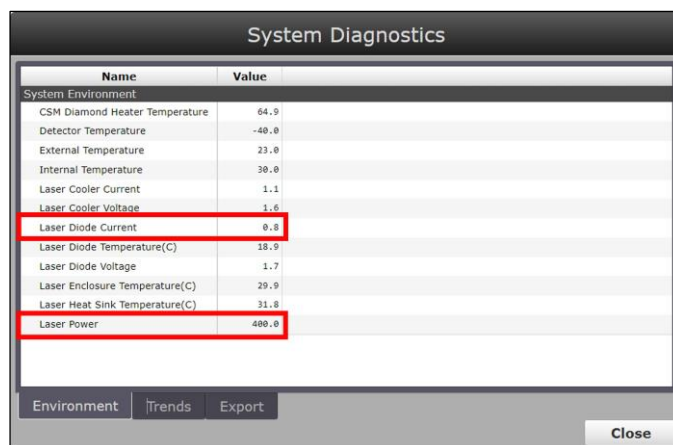 System Diagnostics
Name Value
System Environment
CSM Diamond Heater Temperature 64.9
Detector Temperature -40.0
External Temperature 23.0
Internal Temperature 30.0
Laser Cooler Current 1.1
Laser Cooler Voltage 1.6
Laser Diode Current 0.8
Laser Diode Temperature(C) 18.9
Laser Diode Voltage 1.7
Laser Enclosure Temperature(C) 29.9
Laser Heat Sink Temperature(C) 31.8
Laser Power 400.0
Environment Trends Export
Close